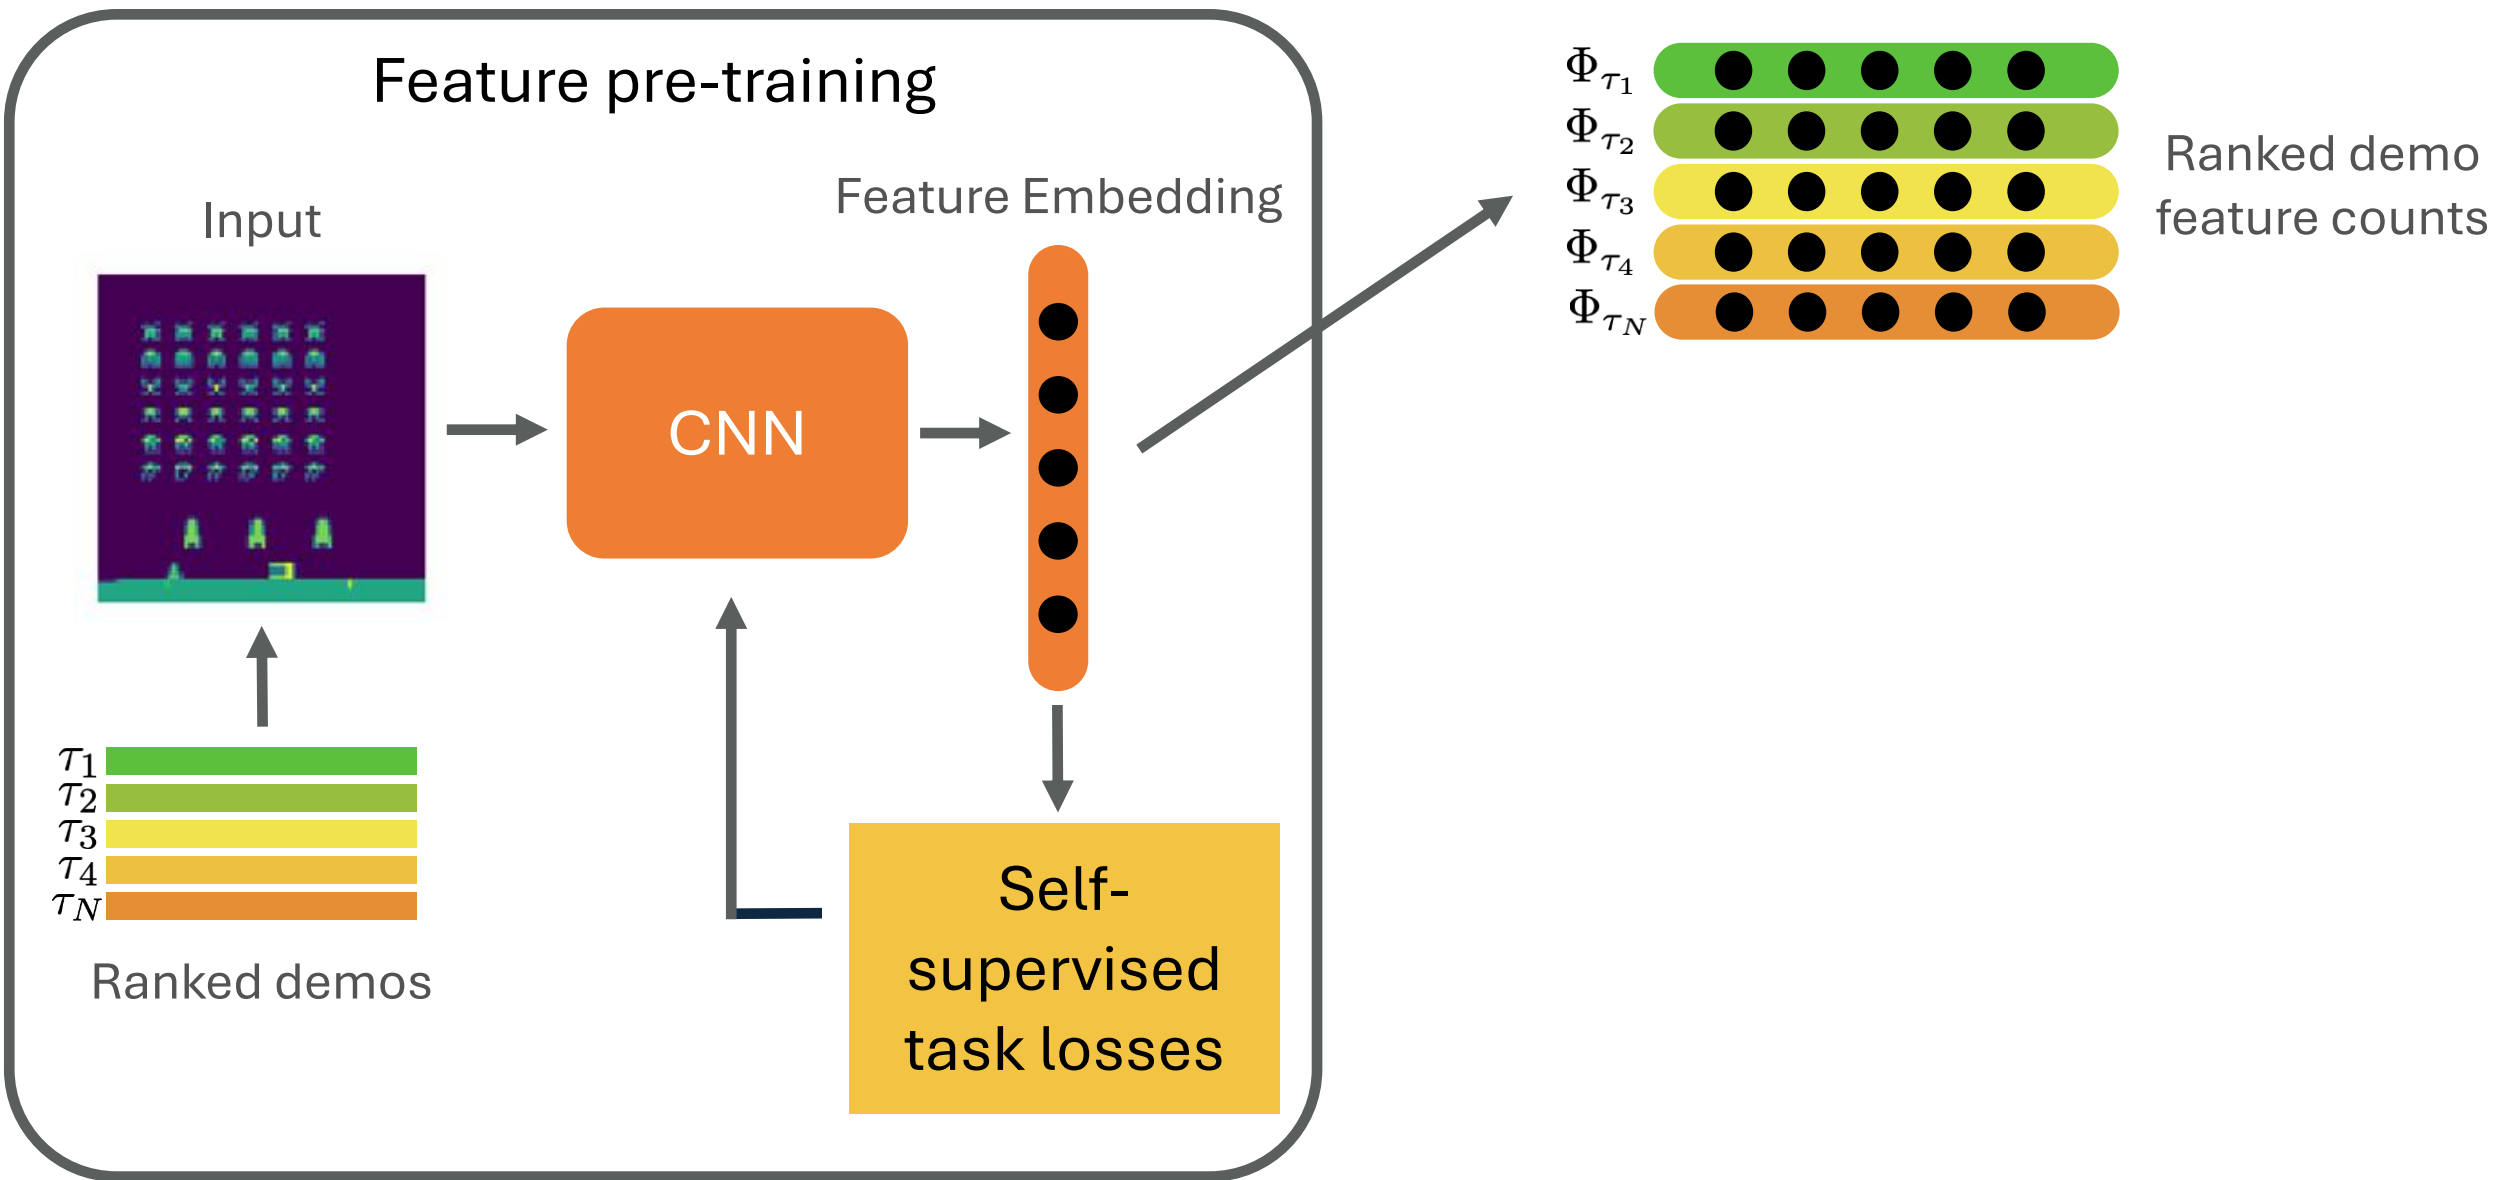 Feature pre-training
Input
Feature Embedding
CNN
τ1
τ2
τ3
τ4
τN
Ranked demos
Self-
supervised
task losses
Φτ1
Φτ2
Φτ3
Φτ4
ΦτN
Ranked demo
feature counts